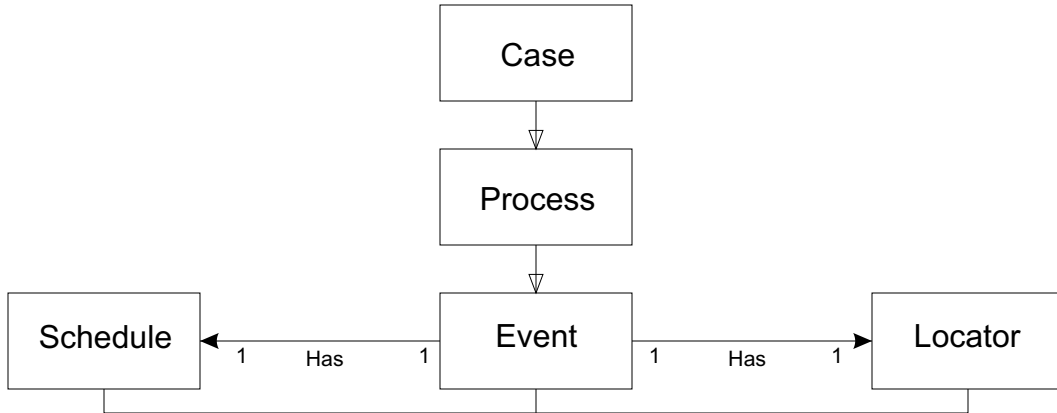 Case
Process
Schedule
Event
Locator
1 Has 1
1 Has 1